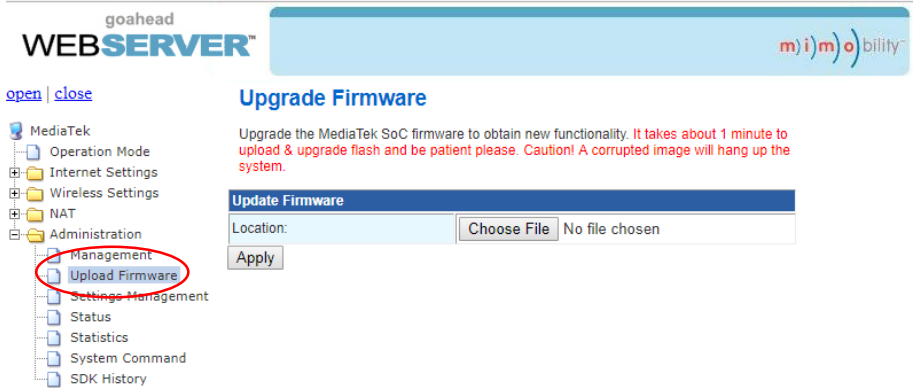 goahead
WEBSERVER™
m)i)m)o)bility™
open | close
MediaTek
Operation Mode
Internet Settings
Wireless Settings
NAT
Administration
Management
Upload Firmware
Settings Management
Status
Statistics
System Command
SDK History
Upgrade Firmware
Upgrade the MediaTek SoC firmware to obtain new functionality. It takes about 1 minute to
upload & upgrade flash and be patient please. Caution! A corrupted image will hang up the
system.
Update Firmware
Location:
Choose File No file chosen
Apply